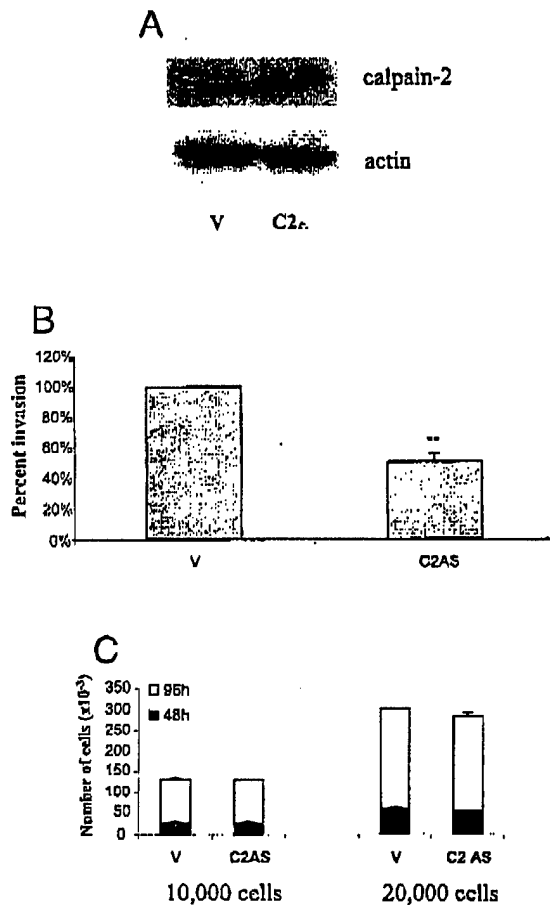 A
calpain-2
actin
V
B
Percent invasion
120%
100%
80%
60%
40%
20%
0%
**
V C2AS
C
Number of cells (x10-3)
350
300
250
200
150
100
50
0
96h
48h
V C2AS V C2 AS
10,000 cells 20,000 cells